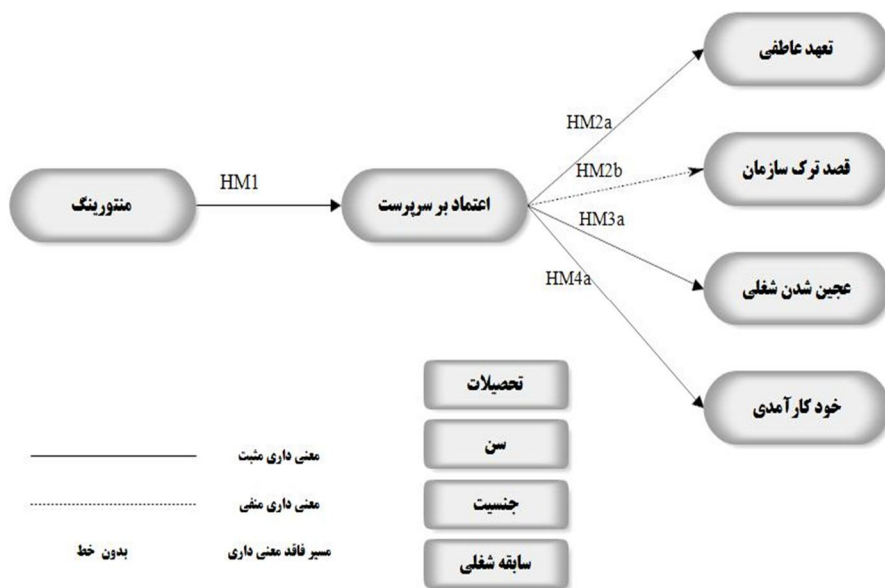 تعهد عاطفی
HM2a
قصد ترک سازمان
HM2b
HM1
منتورینگ
اعتماد بر سرپرست
HM3a
عجین شدن شغلی
HM4a
خود کارآمدی
تحصیلات
سن
جنسیت
سابقه شغلی
معنی داری مثبت
معنی داری منفی
مسیر فاقد معنی داری
بدون خط